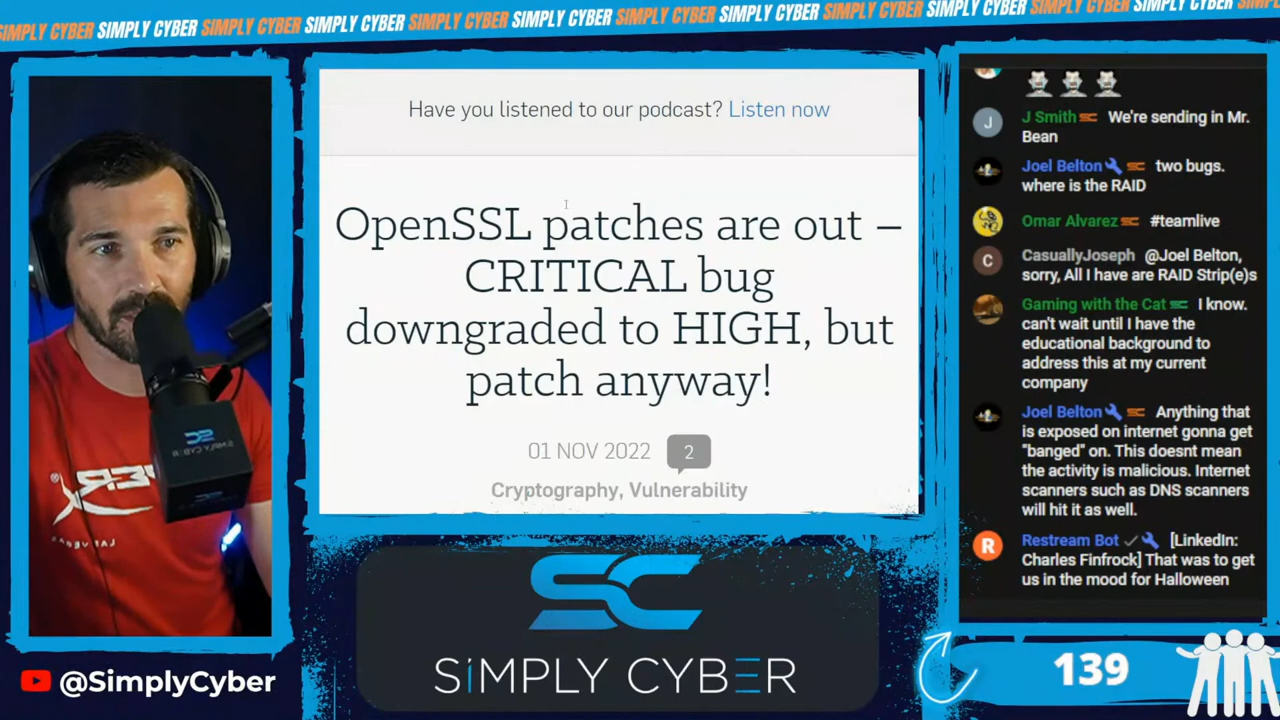 SIMPLY CYBER SIMPLY CYBER SIMPLY CYBER SIMPLY CYBER SIMPLY CYBER SIMPLY CYBER SIMPLY CYBER SIMPLY CYBER SIMPLY CYBER SIMPLY CYBER SIMPLY CYBER SIMPLY CYBER
Have you listened to our podcast? Listen now
OpenSSL patches are out –
CRITICAL bug
downgraded to HIGH, but
patch anyway!
01 NOV 2022 2
Cryptography, Vulnerability
SiMPLY CYBER
@SimplyCyber
J Smith We're sending in Mr.
Bean
Joel Belton two bugs.
where is the RAID
Omar Alvarez #teamlive
CasuallyJoseph @Joel Belton,
sorry, All I have are RAID Strip(e)s
Gaming with the Cat I know.
can't wait until I have the
educational background to
address this at my current
company
Joel Belton Anything that
is exposed on internet gonna get
"banged" on. This doesnt mean
the activity is malicious. Internet
scanners such as DNS scanners
will hit it as well.
Restream Bot [LinkedIn:
Charles Finfrock] That was to get
us in the mood for Halloween
139